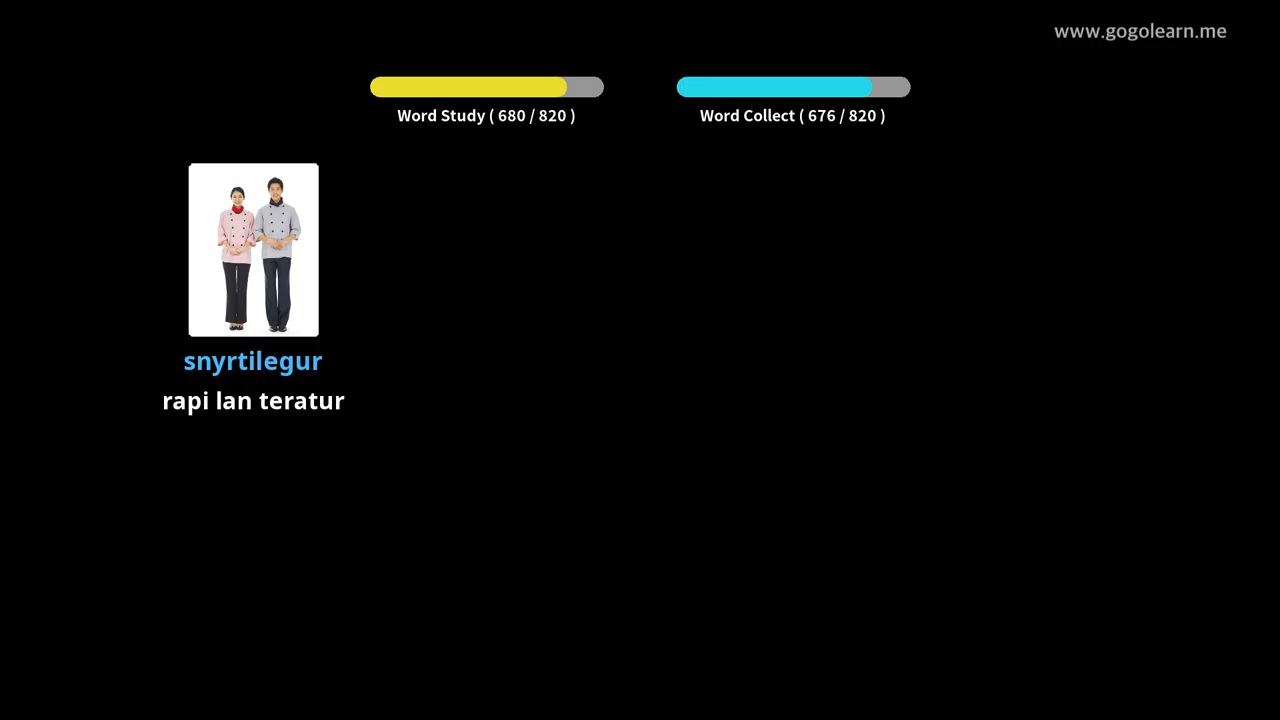 www.gogolearn.me
Word Study ( 680 / 820 )
Word Collect ( 676 / 820 )
snyrtilegur
rapi lan teratur